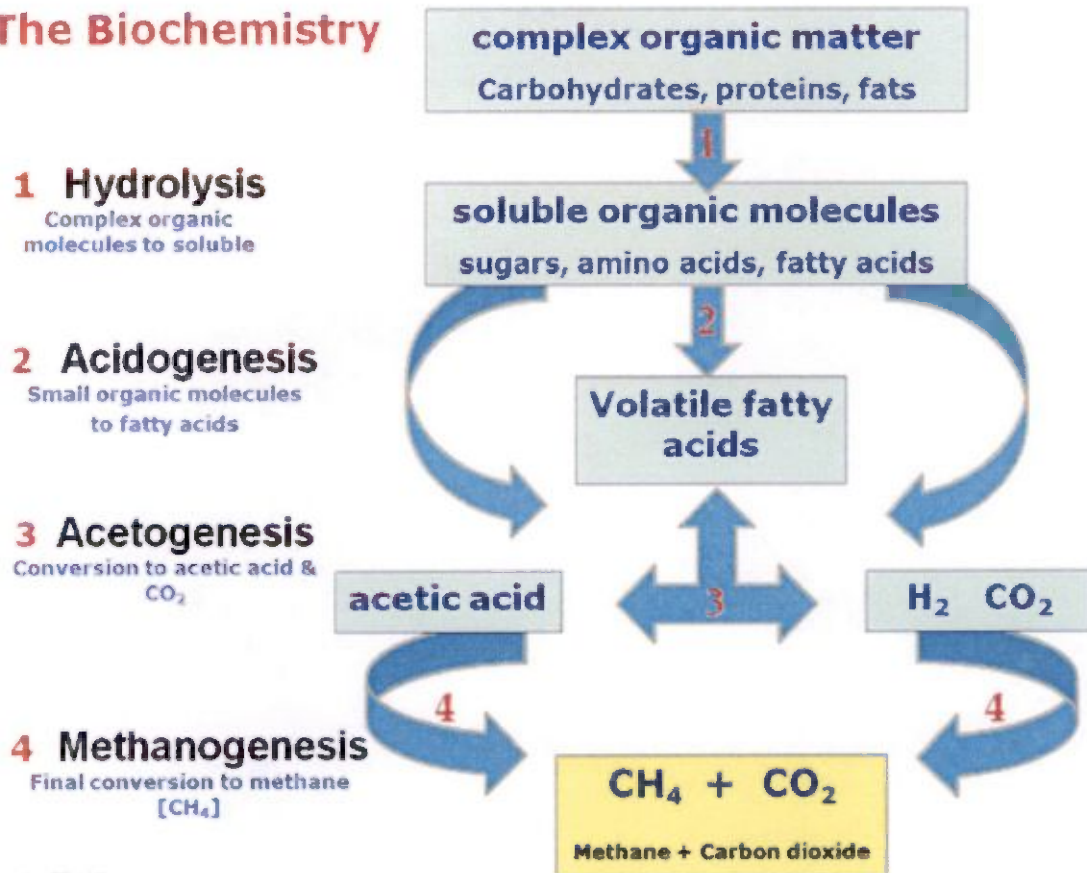 The Biochemistry
complex organic matter
Carbohydrates, proteins, fats
1
1 Hydrolysis
Complex organic
molecules to soluble
soluble organic molecules
sugars, amino acids, fatty acids
2
2 Acidogenesis
Small organic molecules
to fatty acids
Volatile fatty
acids
3 Acetogenesis
Conversion to acetic acid &
CO₂
acetic acid
3
H₂ CO₂
4
4
4 Methanogenesis
Final conversion to methane
[CH₄]
CH₄ + CO₂
Methane + Carbon dioxide